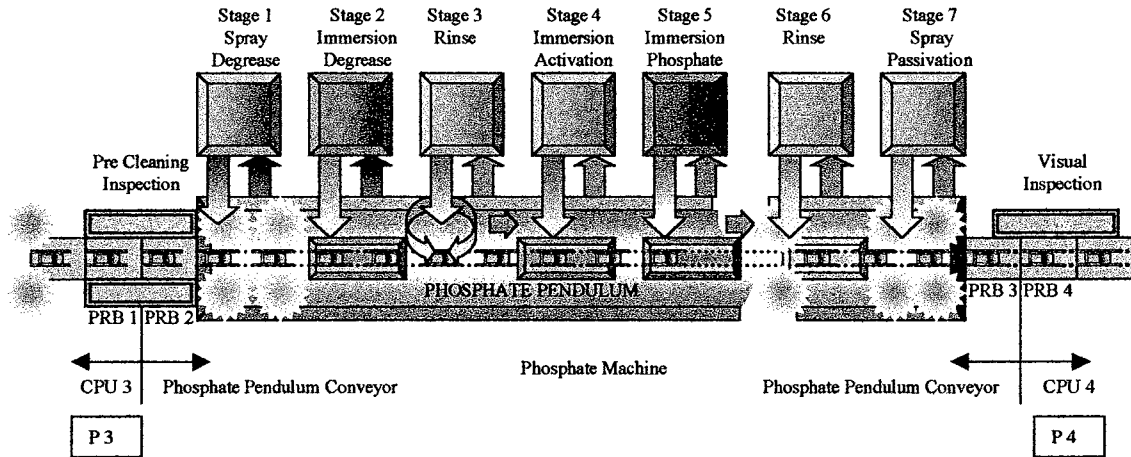 Stage 1
Spray
Degrease
Stage 2
Immersion
Degrease
Stage 3
Rinse
Stage 4
Immersion
Activation
Stage 5
Immersion
Phosphate
Stage 6
Rinse
Stage 7
Spray
Passivation
Pre Cleaning
Inspection
Visual
Inspection
PHOSPHATE PENDULUM
PRB 1
PRB 2
PRB 3
PRB 4
CPU 3
Phosphate Pendulum Conveyor
Phosphate Machine
Phosphate Pendulum Conveyor
CPU 4
P 3
P 4